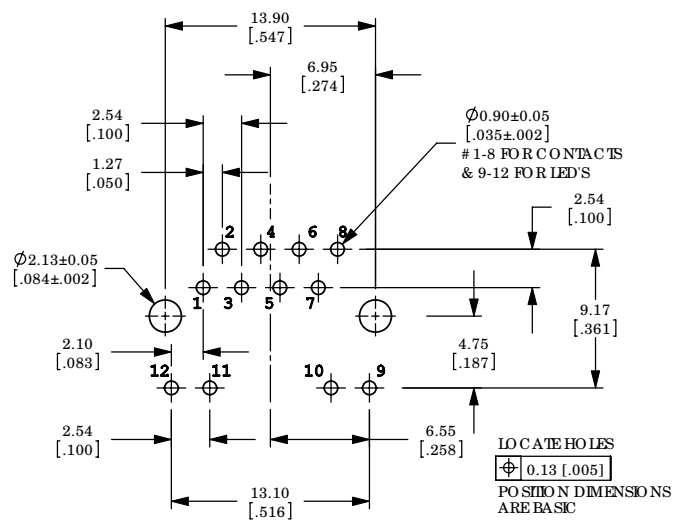 13.90
[.547]
6.95
[.274]
2.54
[.100]
Ø0.90±0.05
[.035±.002]
# 1-8 FOR CONTACTS
& 9-12 FOR LED'S
1.27
[.050]
2.54
[.100]
2 4 6 8
Ø2.13±0.05
[.084±.002]
1 3 5 7
9.17
[.361]
2.10
[.083]
4.75
[.187]
12 11 10 9
2.54
[.100]
6.55
[.258]
LOCATE HOLES
⌖ 0.13 [.005]
POSITION DIMENSIONS
ARE BASIC
13.10
[.516]